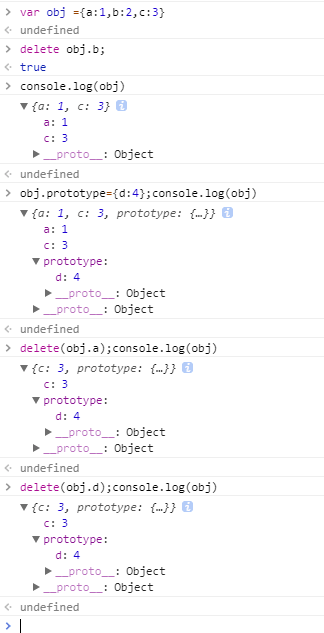 > var obj ={a:1,b:2,c:3}
< undefined
> delete obj.b;
< true
> console.log(obj)
▼{a: 1, c: 3} i
a: 1
c: 3
▶__proto__: Object
< undefined
> obj.prototype={d:4};console.log(obj)
▼{a: 1, c: 3, prototype: {…}} i
a: 1
c: 3
▼prototype:
d: 4
▶__proto__: Object
▶__proto__: Object
< undefined
> delete(obj.a);console.log(obj)
▼{c: 3, prototype: {…}} i
c: 3
▼prototype:
d: 4
▶__proto__: Object
▶__proto__: Object
< undefined
> delete(obj.d);console.log(obj)
▼{c: 3, prototype: {…}} i
c: 3
▼prototype:
d: 4
▶__proto__: Object
▶__proto__: Object
< undefined
>